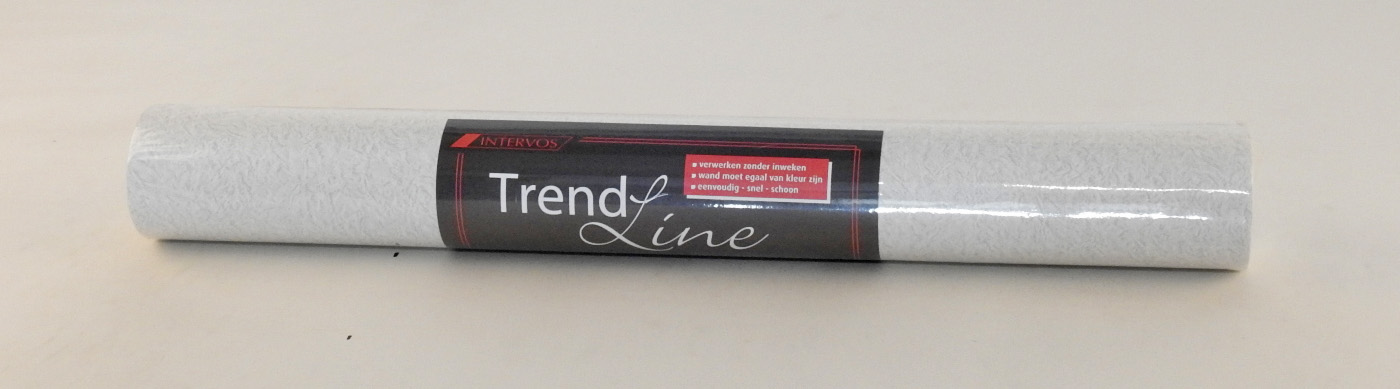 INTERVOS
▪ verwerken zonder inweken
▪ wand moet egaal van kleur zijn
▪ eenvoudig - snel - schoon
Trend
Line